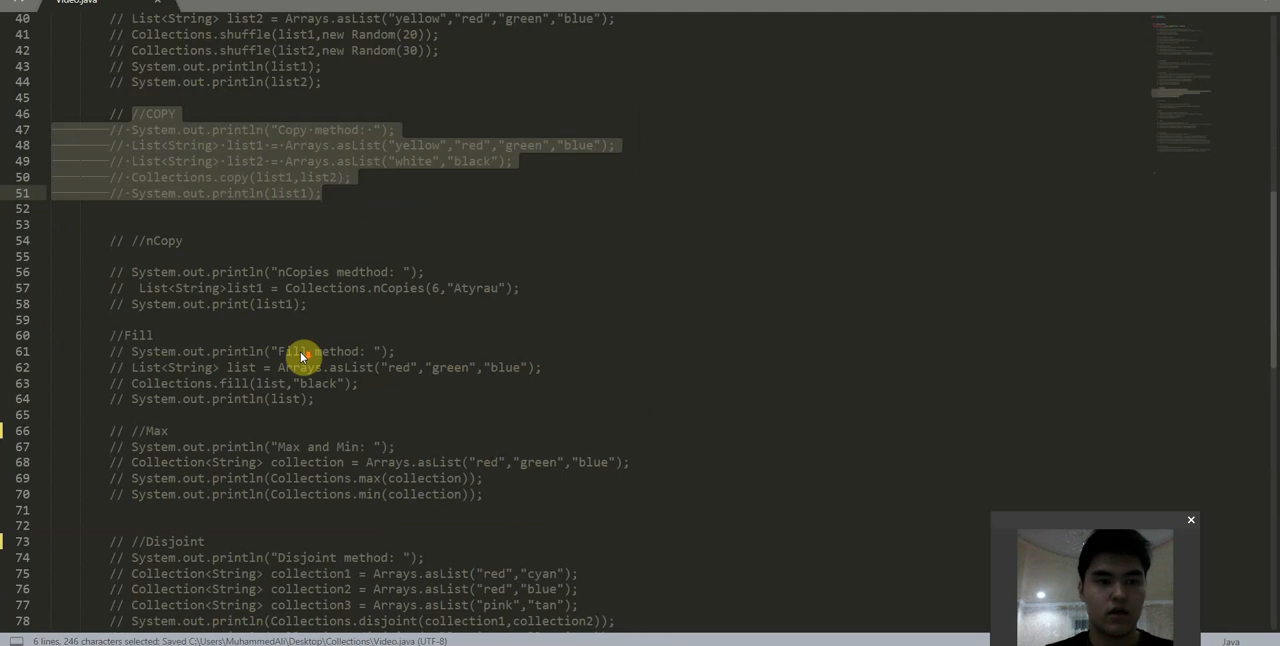 Video.java
40 // List<String> list2 = Arrays.asList("yellow","red","green","blue");
41 // Collections.shuffle(list1,new Random(20));
42 // Collections.shuffle(list2,new Random(30));
43 // System.out.println(list1);
44 // System.out.println(list2);
45
46 // //COPY
47 // System.out.println("Copy method: ");
48 // List<String> list1 = Arrays.asList("yellow","red","green","blue");
49 // List<String> list2 = Arrays.asList("white","black");
50 // Collections.copy(list1,list2);
51 // System.out.println(list1);
52
53
54 // //nCopy
55
56 // System.out.println("nCopies medthod: ");
57 //  List<String>list1 = Collections.nCopies(6,"Atyrau");
58 // System.out.print(list1);
59
60 //Fill
61 // System.out.println("Fill method: ");
62 // List<String> list = Arrays.asList("red","green","blue");
63 // Collections.fill(list,"black");
64 // System.out.println(list);
65
66 // //Max
67 // System.out.println("Max and Min: ");
68 // Collection<String> collection = Arrays.asList("red","green","blue");
69 // System.out.println(Collections.max(collection));
70 // System.out.println(Collections.min(collection));
71
72
73 // //Disjoint
74 // System.out.println("Disjoint method: ");
75 // Collection<String> collection1 = Arrays.asList("red","cyan");
76 // Collection<String> collection2 = Arrays.asList("red","blue");
77 // Collection<String> collection3 = Arrays.asList("pink","tan");
78 // System.out.println(Collections.disjoint(collection1,collection2));
6 lines, 246 characters selected; Saved C:\Users\MuhammedAli\Desktop\Collections\Video.java (UTF-8)
Java